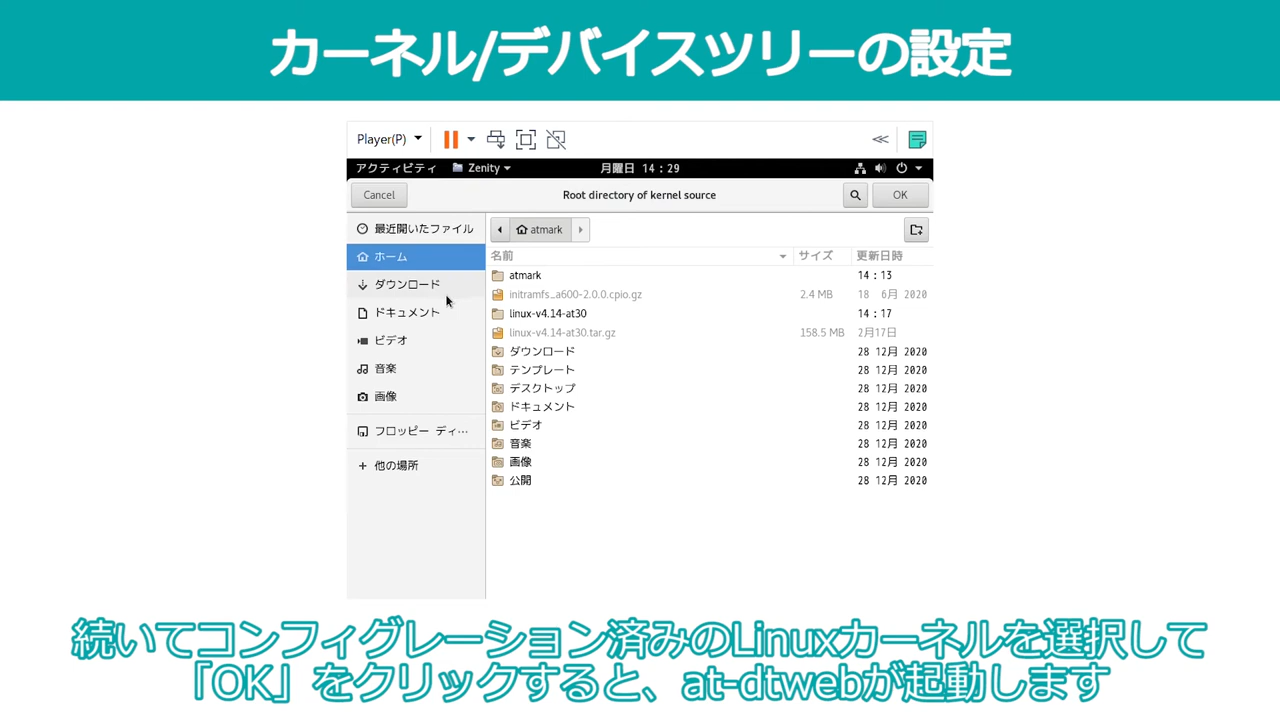 カーネル/デバイスツリーの設定
Player(P)
アクティビティ Zenity 月曜日 14：29
Cancel Root directory of kernel source OK
最近開いたファイル
ホーム
ダウンロード
ドキュメント
ビデオ
音楽
画像
フロッピー ディ…
+ 他の場所
atmark
名前 サイズ 更新日時
atmark 14：13
initramfs_a600-2.0.0.cpio.gz 2.4 MB 18 6月 2020
linux-v4.14-at30 14：17
linux-v4.14-at30.tar.gz 158.5 MB 2月17日
ダウンロード 28 12月 2020
テンプレート 28 12月 2020
デスクトップ 28 12月 2020
ドキュメント 28 12月 2020
ビデオ 28 12月 2020
音楽 28 12月 2020
画像 28 12月 2020
公開 28 12月 2020
続いてコンフィグレーション済みのLinuxカーネルを選択して
「OK」をクリックすると、at-dtwebが起動します